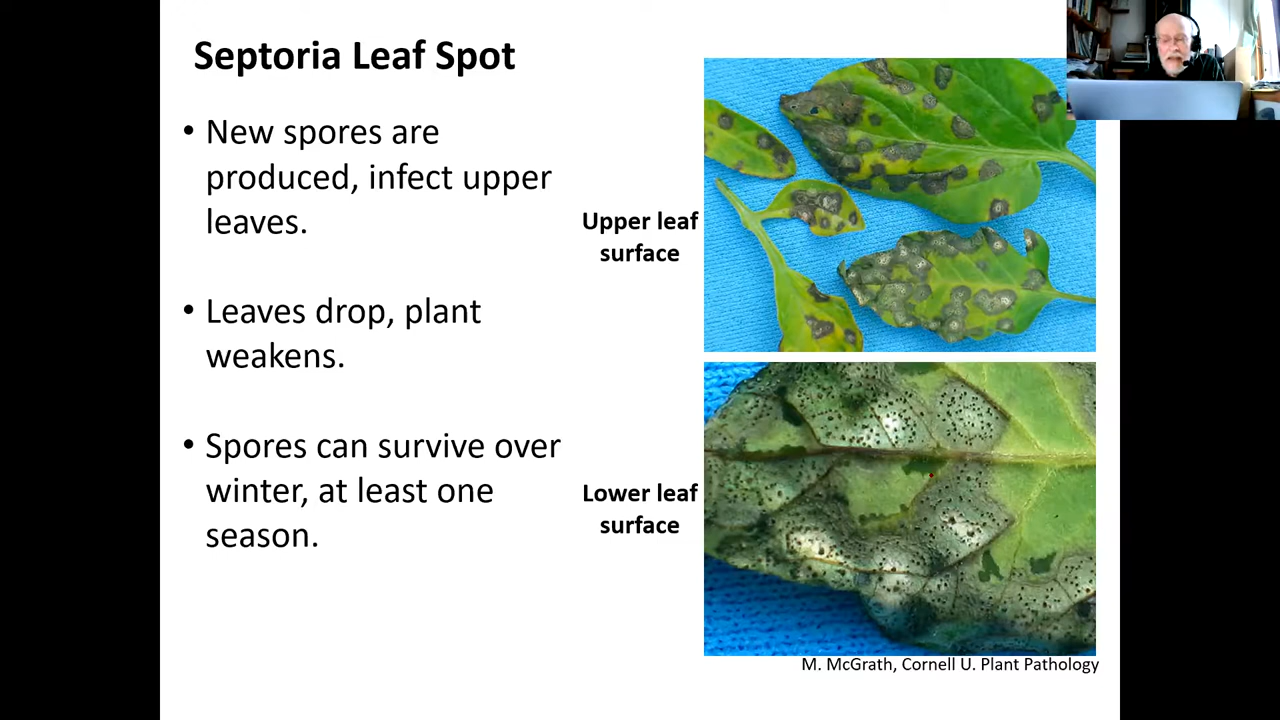 Septoria Leaf Spot
• New spores are
produced, infect upper
leaves.
• Leaves drop, plant
weakens.
• Spores can survive over
winter, at least one
season.
Upper leaf
surface
Lower leaf
surface
M. McGrath, Cornell U. Plant Pathology